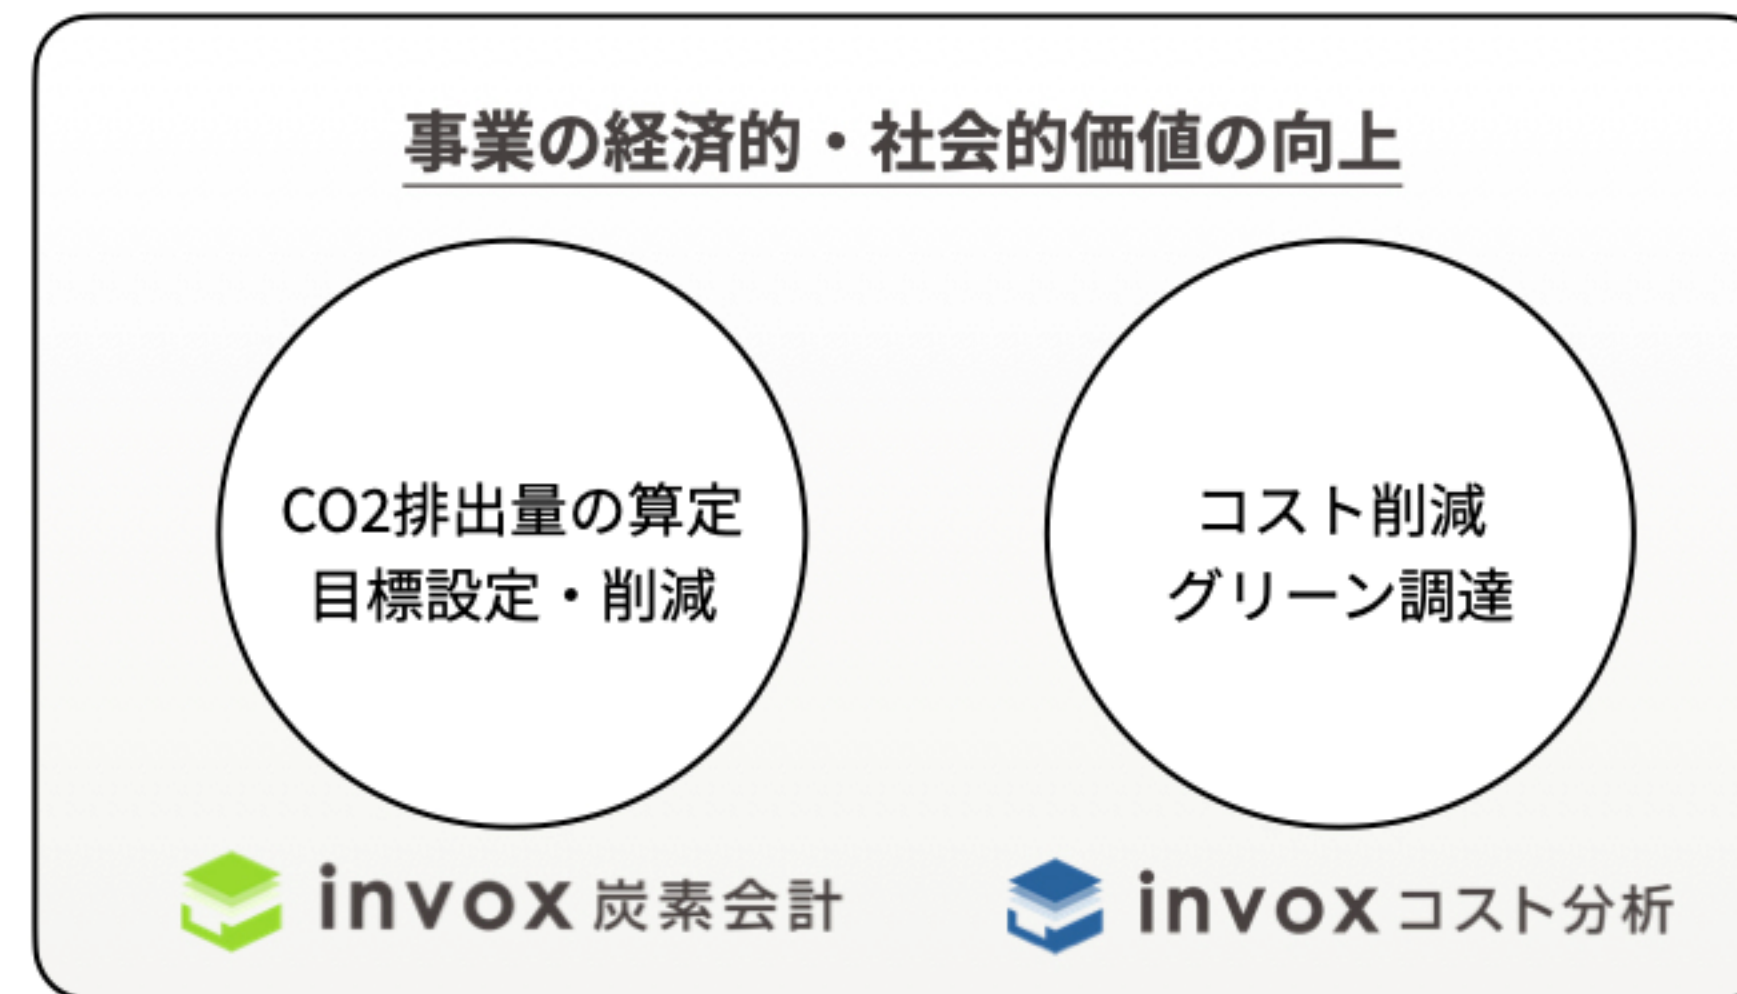 事業の経済的・社会的価値の向上
CO2排出量の算定
目標設定・削減
コスト削減
グリーン調達
invox 炭素会計
invox コスト分析